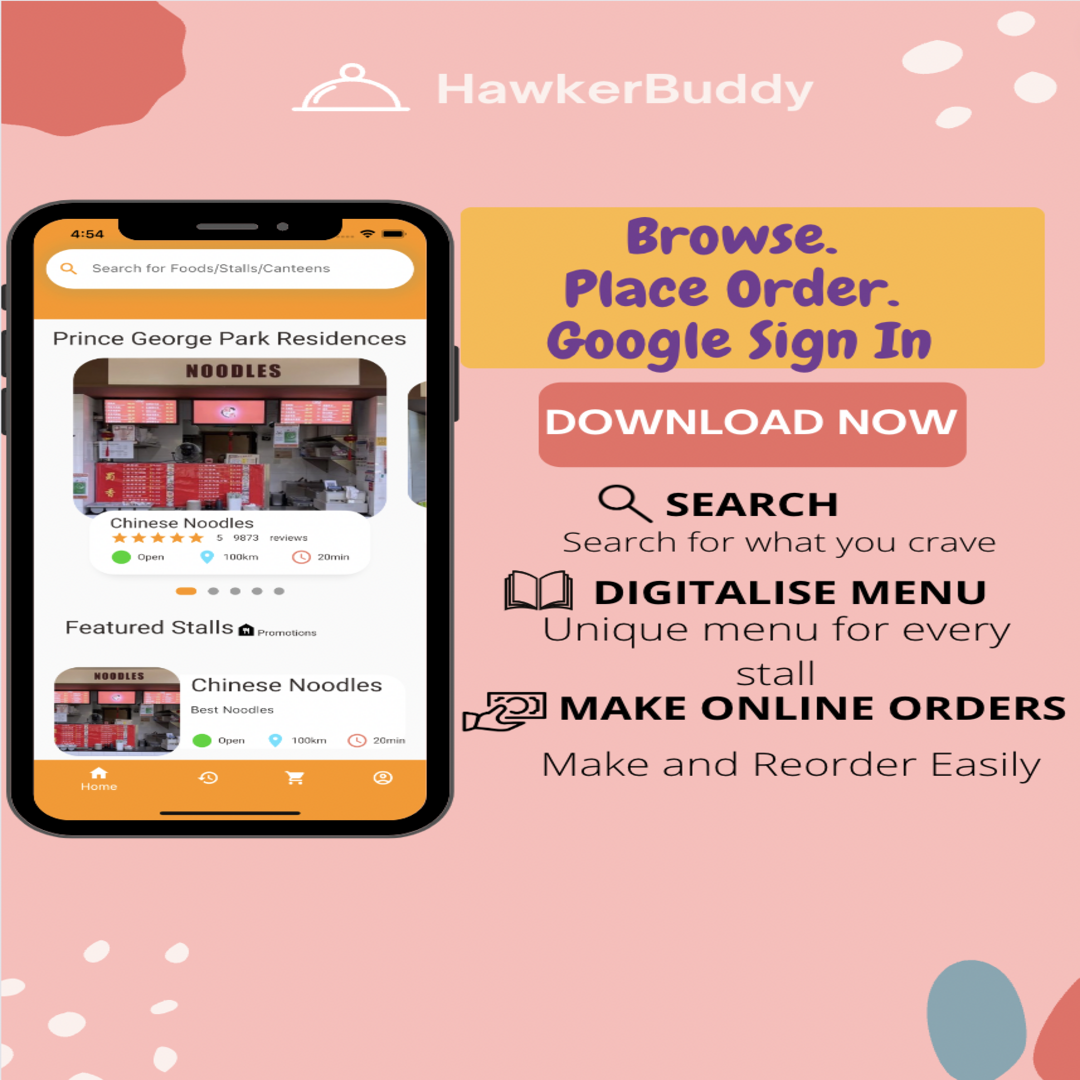 HawkerBuddy
4:54
Search for Foods/Stalls/Canteens
Prince George Park Residences
NOODLES
Chinese Noodles
5 9873 reviews
Open 100km 20min
Featured Stalls Promotions
NOODLES
Chinese Noodles
Best Noodles
Open 100km 20min
Home
Browse.
Place Order.
Google Sign In
DOWNLOAD NOW
SEARCH
Search for what you crave
DIGITALISE MENU
Unique menu for every
stall
MAKE ONLINE ORDERS
Make and Reorder Easily